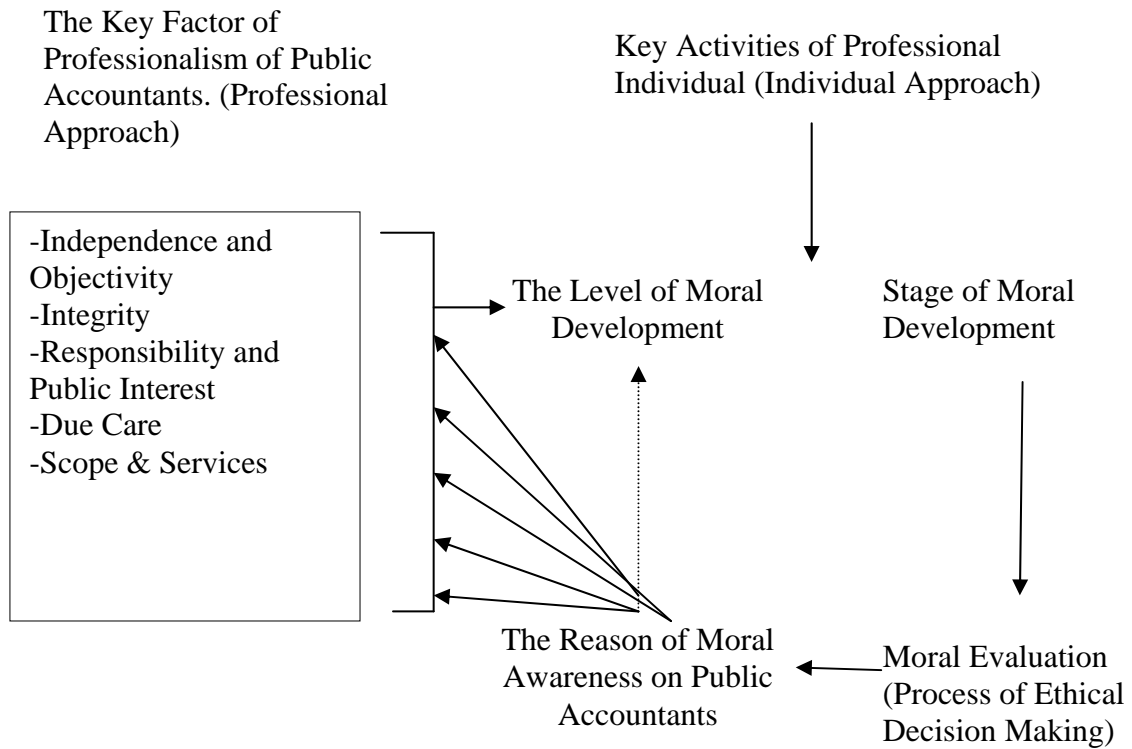 The Key Factor of
Professionalism of Public
Accountants. (Professional
Approach)
Key Activities of Professional
Individual (Individual Approach)
-Independence and
Objectivity
-Integrity
-Responsibility and
Public Interest
-Due Care
-Scope & Services
The Level of Moral
Development
Stage of Moral
Development
The Reason of Moral
Awareness on Public
Accountants
Moral Evaluation
(Process of Ethical
Decision Making)